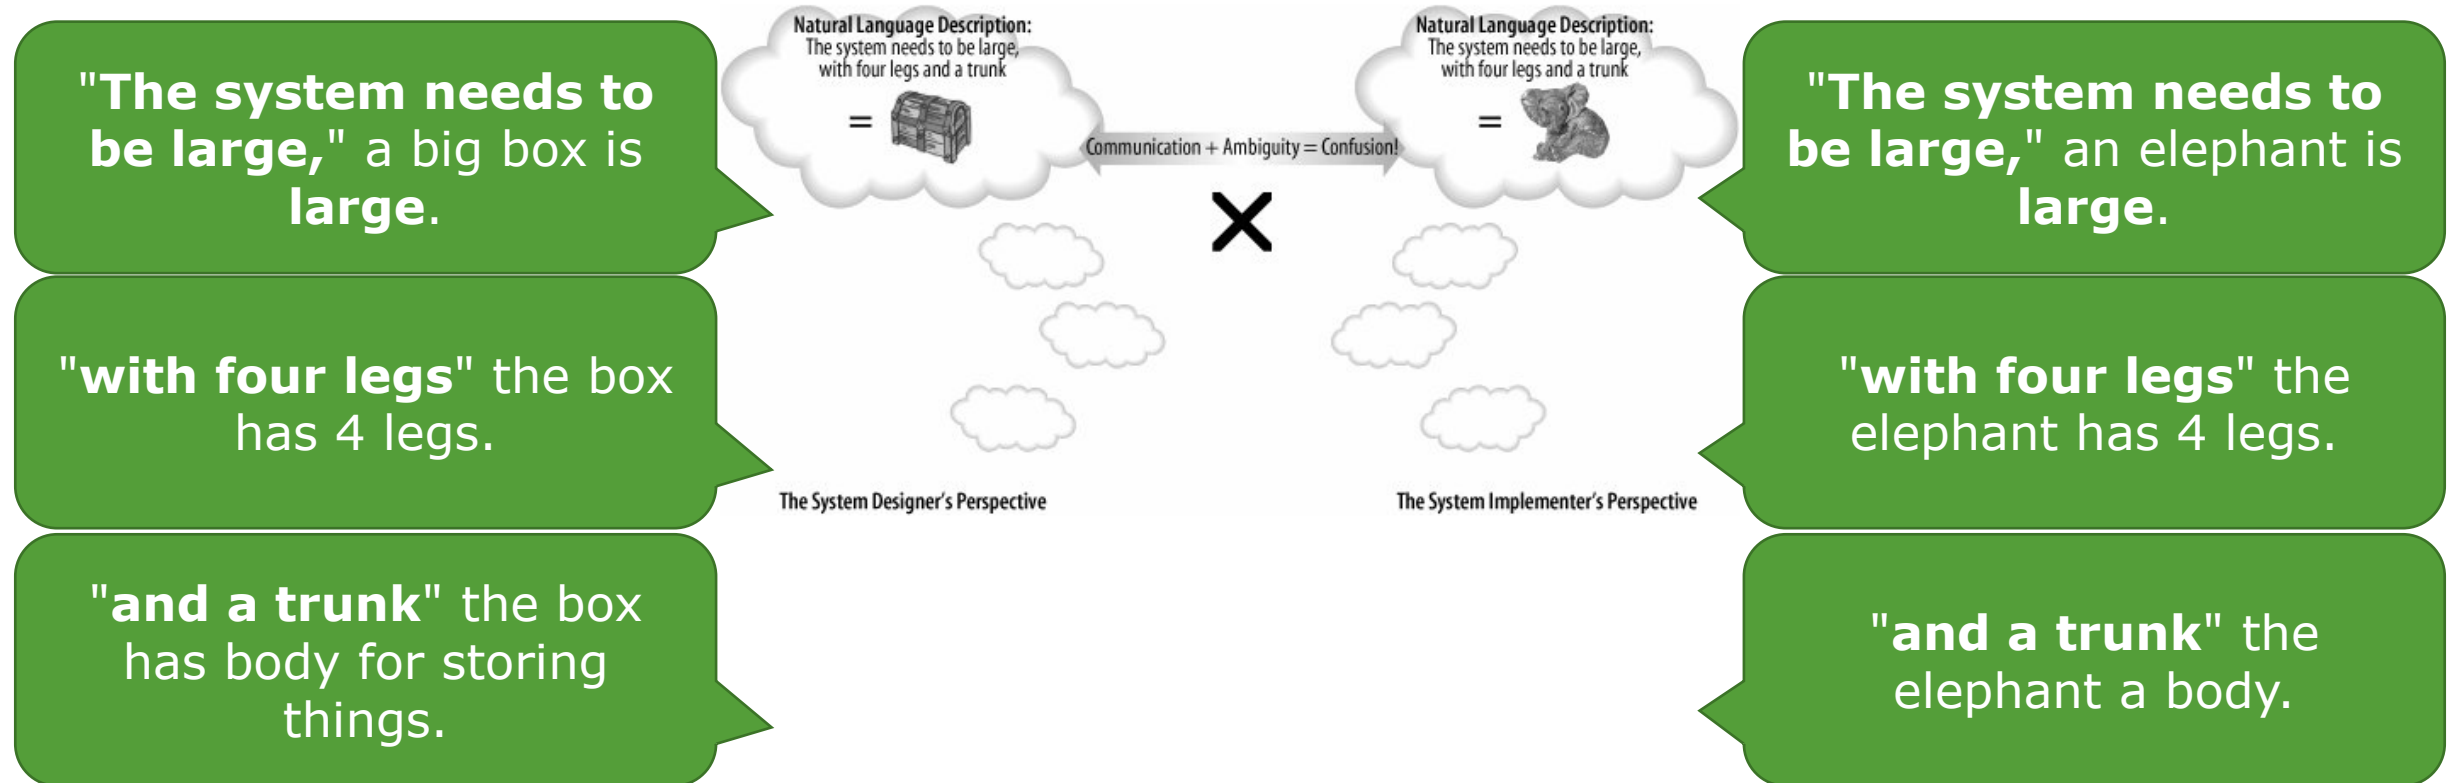 "The system needs to
be large," a big box is
large.
"with four legs" the box
has 4 legs.
"and a trunk" the box
has body for storing
things.
Natural Language Description:
The system needs to be large,
with four legs and a trunk
=
Communication + Ambiguity = Confusion!
Natural Language Description:
The system needs to be large,
with four legs and a trunk
=
The System Designer's Perspective
The System Implementer's Perspective
"The system needs to
be large," an elephant is
large.
"with four legs" the
elephant has 4 legs.
"and a trunk" the
elephant a body.